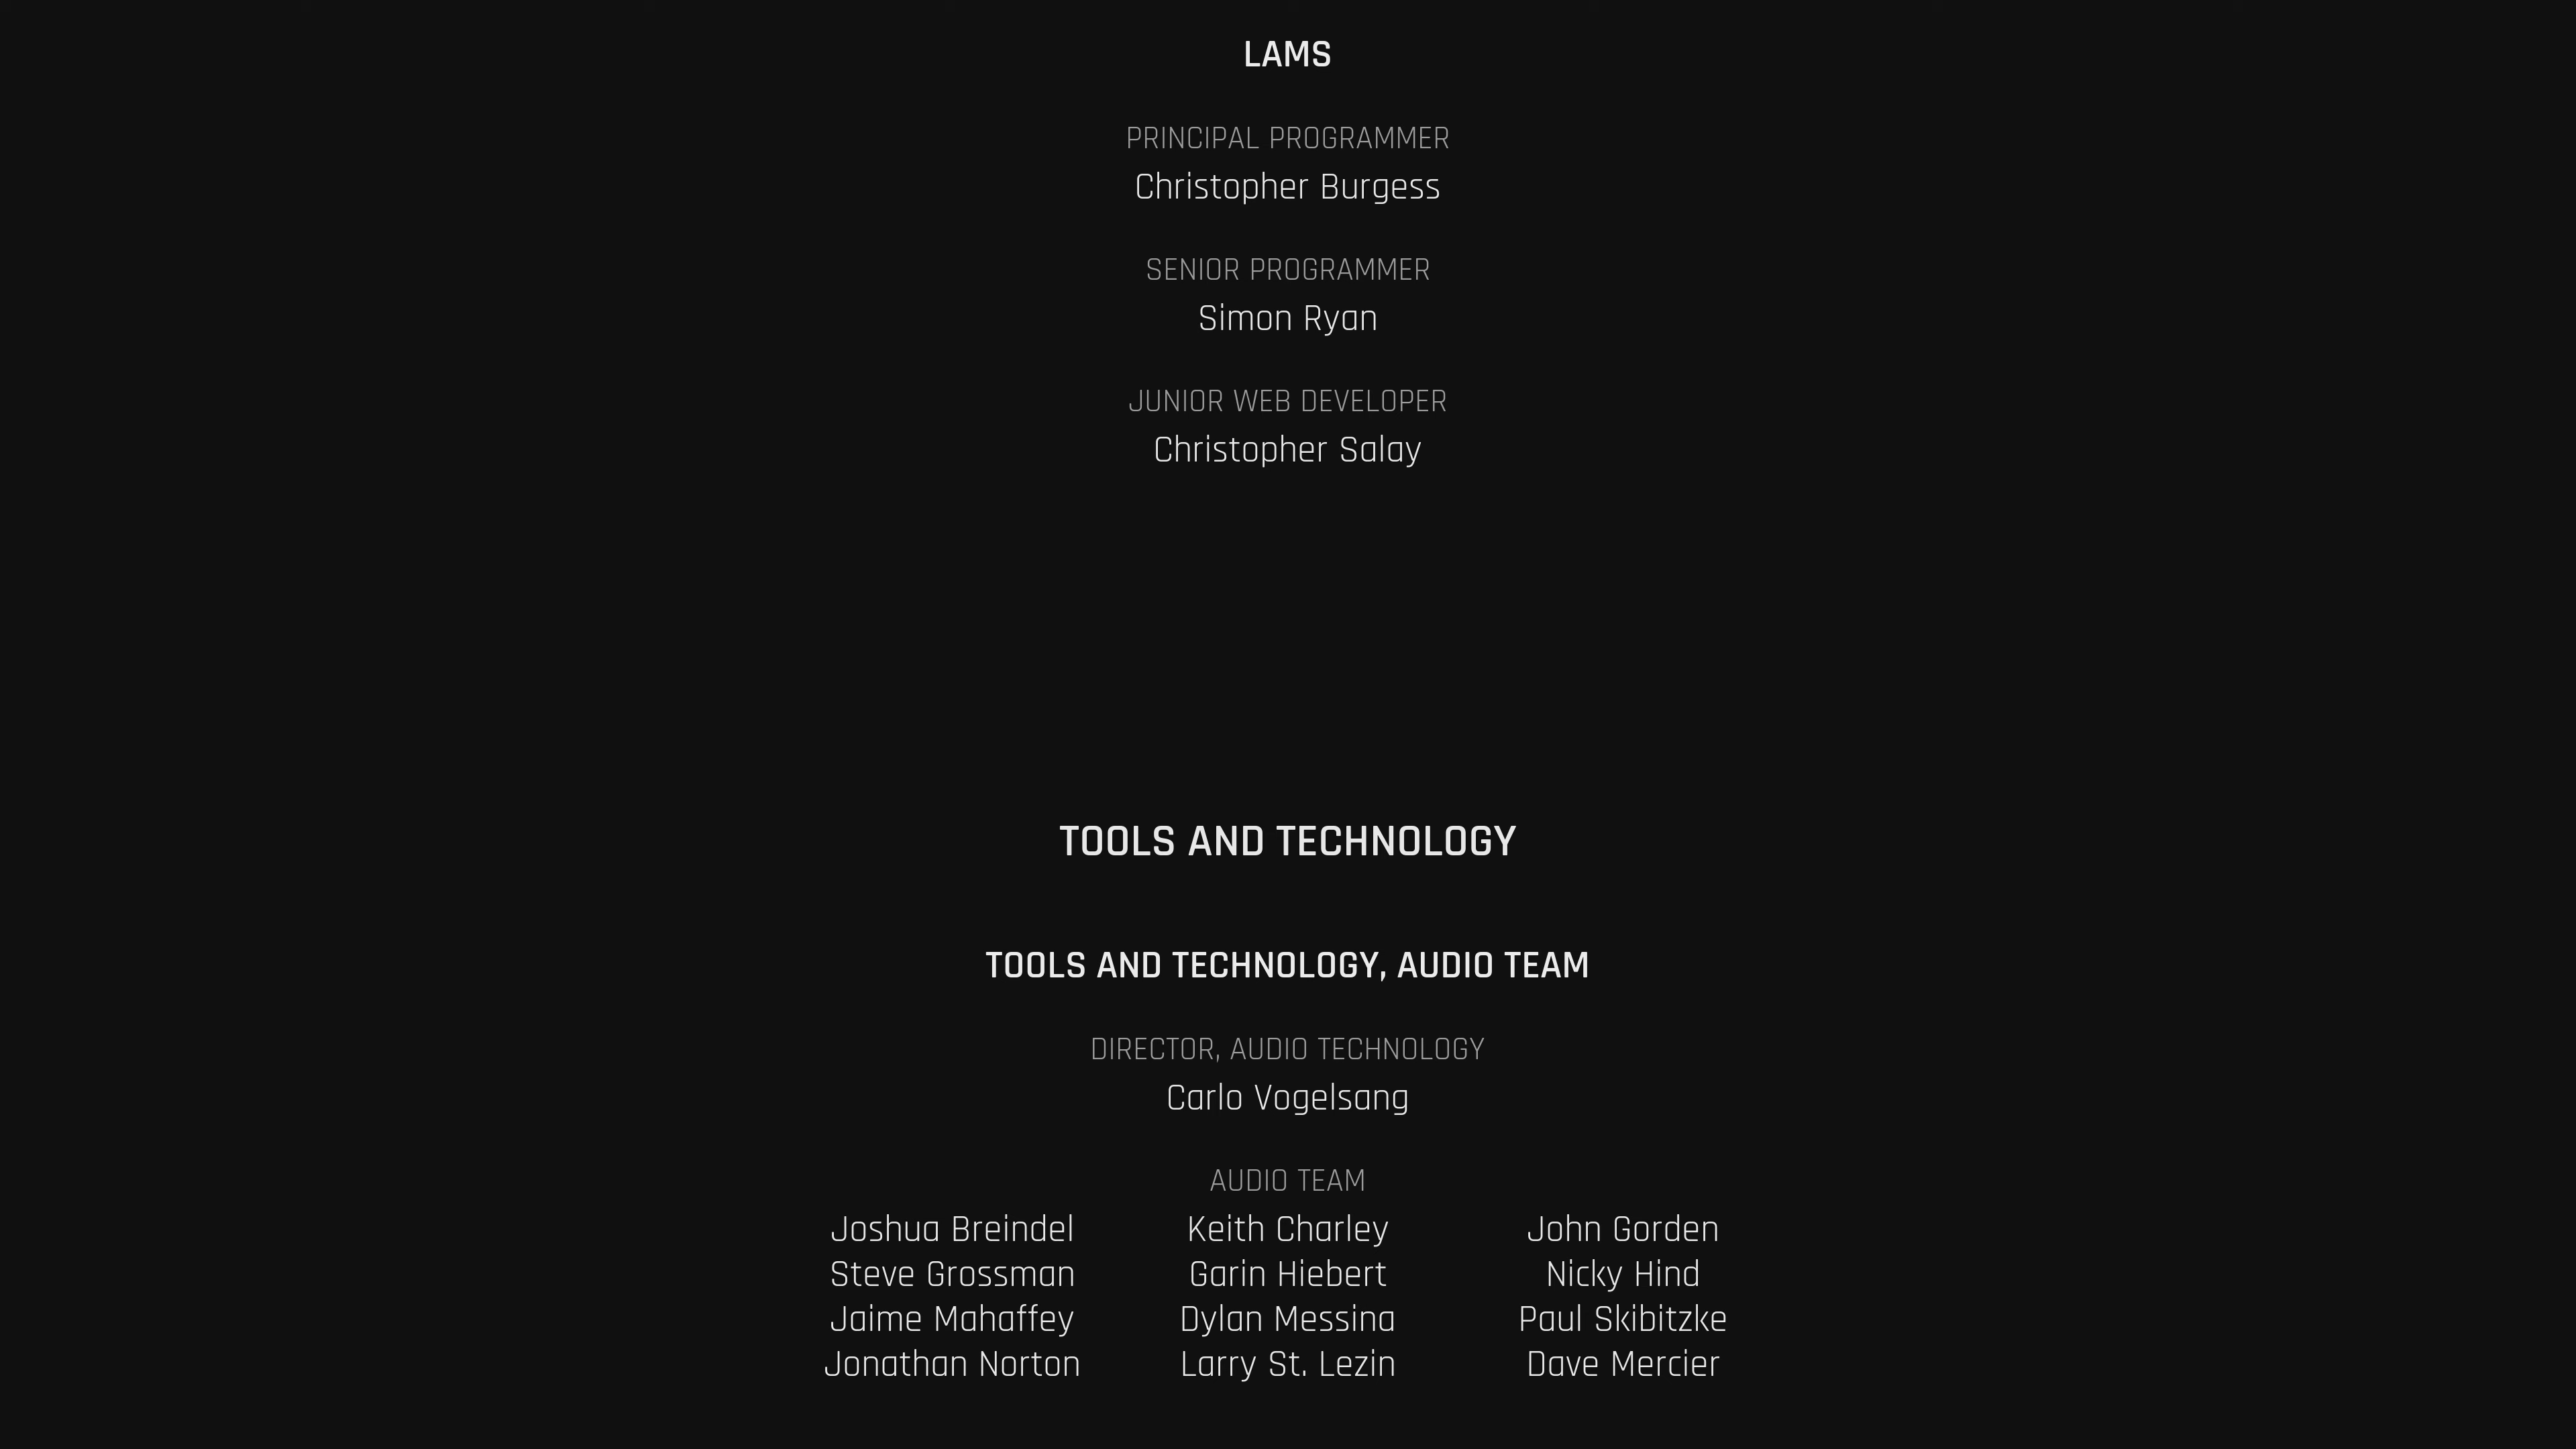 LAMS
PRINCIPAL PROGRAMMER
Christopher Burgess
SENIOR PROGRAMMER
Simon Ryan
JUNIOR WEB DEVELOPER
Christopher Salay
TOOLS AND TECHNOLOGY
TOOLS AND TECHNOLOGY, AUDIO TEAM
DIRECTOR, AUDIO TECHNOLOGY
Carlo Vogelsang
AUDIO TEAM
Joshua Breindel Keith Charley John Gorden
Steve Grossman Garin Hiebert Nicky Hind
Jaime Mahaffey Dylan Messina Paul Skibitzke
Jonathan Norton Larry St. Lezin Dave Mercier